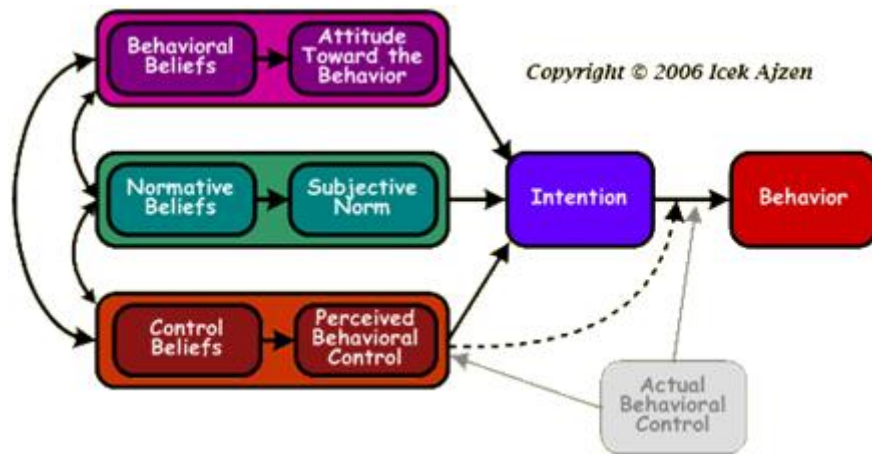 Behavioral
Beliefs
Attitude
Toward the
Behavior
Copyright © 2006 Icek Ajzen
Normative
Beliefs
Subjective
Norm
Intention
Behavior
Control
Beliefs
Perceived
Behavioral
Control
Actual
Behavioral
Control